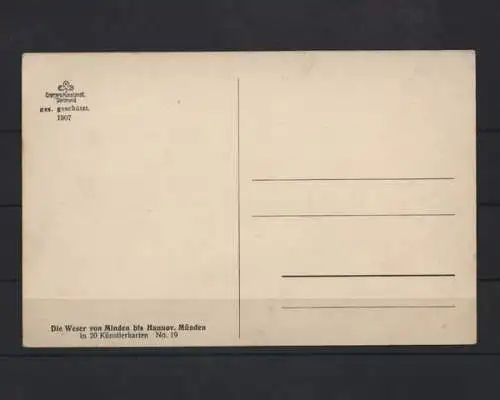 ges. geschützt.
1907
Die Weser von Minden bis Hannov. Münden
in 20 Künstlerkarten No. 19